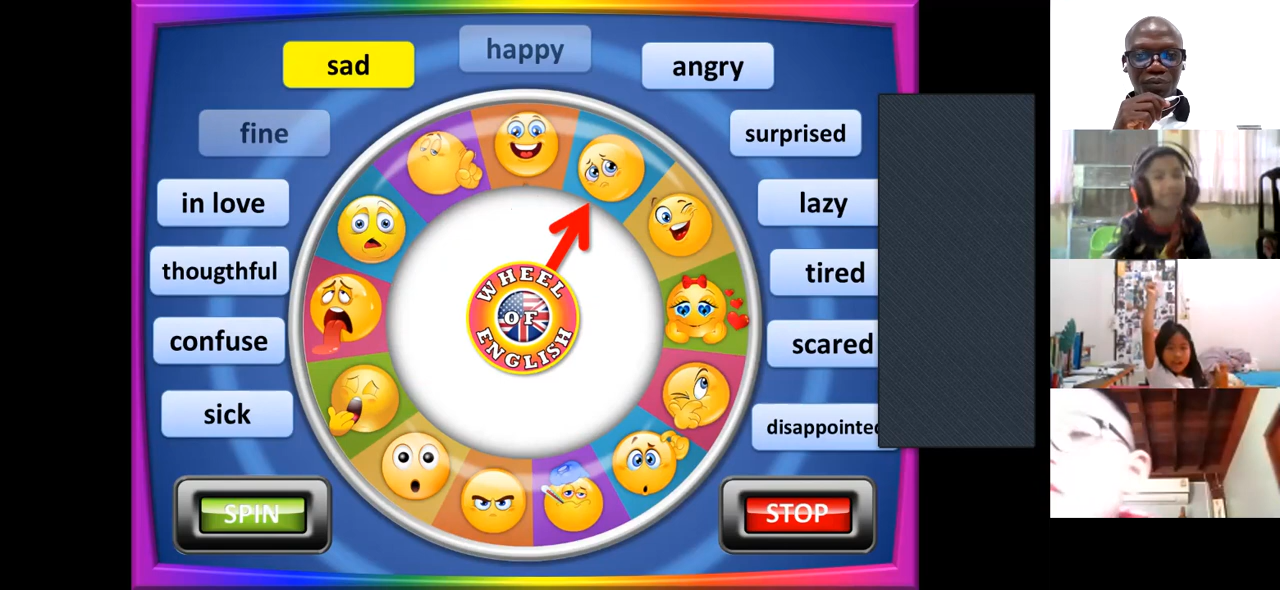 happy
sad
angry
fine
surprised
in love
lazy
thougthful
tired
confuse
scared
sick
disappointed
WHEEL
OF
ENGLISH
SPIN
STOP